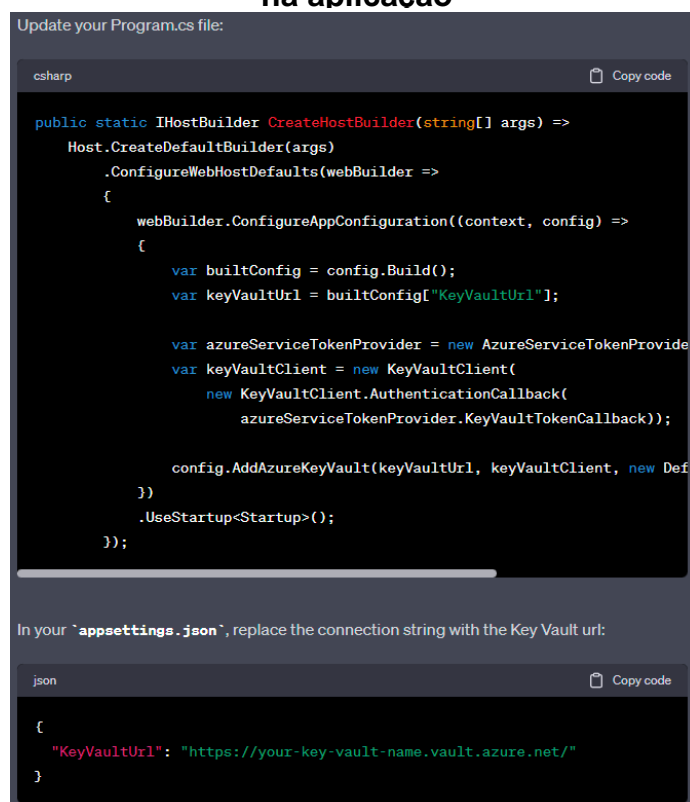 na aplicação
Update your Program.cs file:
csharp
Copy code
public static IHostBuilder CreateHostBuilder(string[] args) =>
    Host.CreateDefaultBuilder(args)
        .ConfigureWebHostDefaults(webBuilder =>
        {
            webBuilder.ConfigureAppConfiguration((context, config) =>
            {
                var builtConfig = config.Build();
                var keyVaultUrl = builtConfig["KeyVaultUrl"];
                var azureServiceTokenProvider = new AzureServiceTokenProvide
                var keyVaultClient = new KeyVaultClient(
                    new KeyVaultClient.AuthenticationCallback(
                        azureServiceTokenProvider.KeyVaultTokenCallback));
                config.AddAzureKeyVault(keyVaultUrl, keyVaultClient, new Def
            })
            .UseStartup<Startup>();
        });
In your `appsettings.json`, replace the connection string with the Key Vault url:
json
Copy code
{
  "KeyVaultUrl": "https://your-key-vault-name.vault.azure.net/"
}